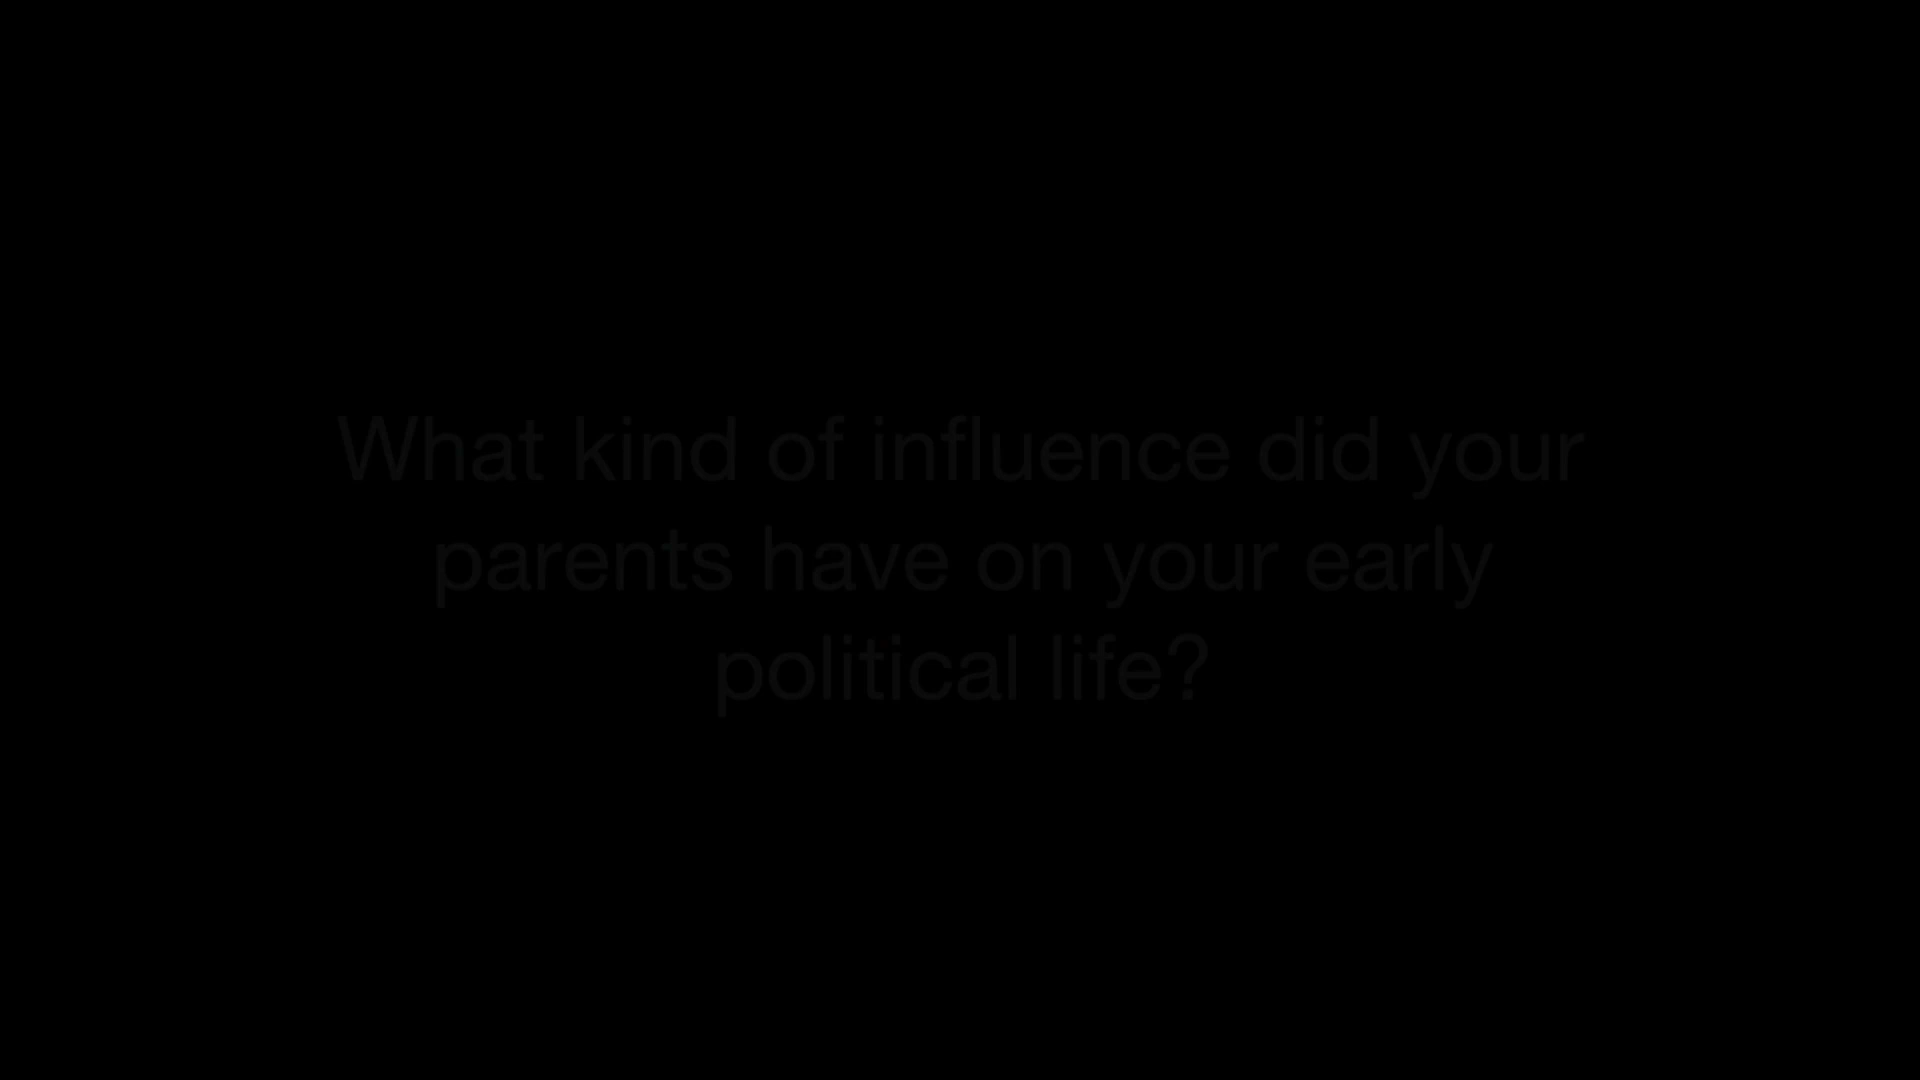 What kind of influence did your
parents have on your early
political life?